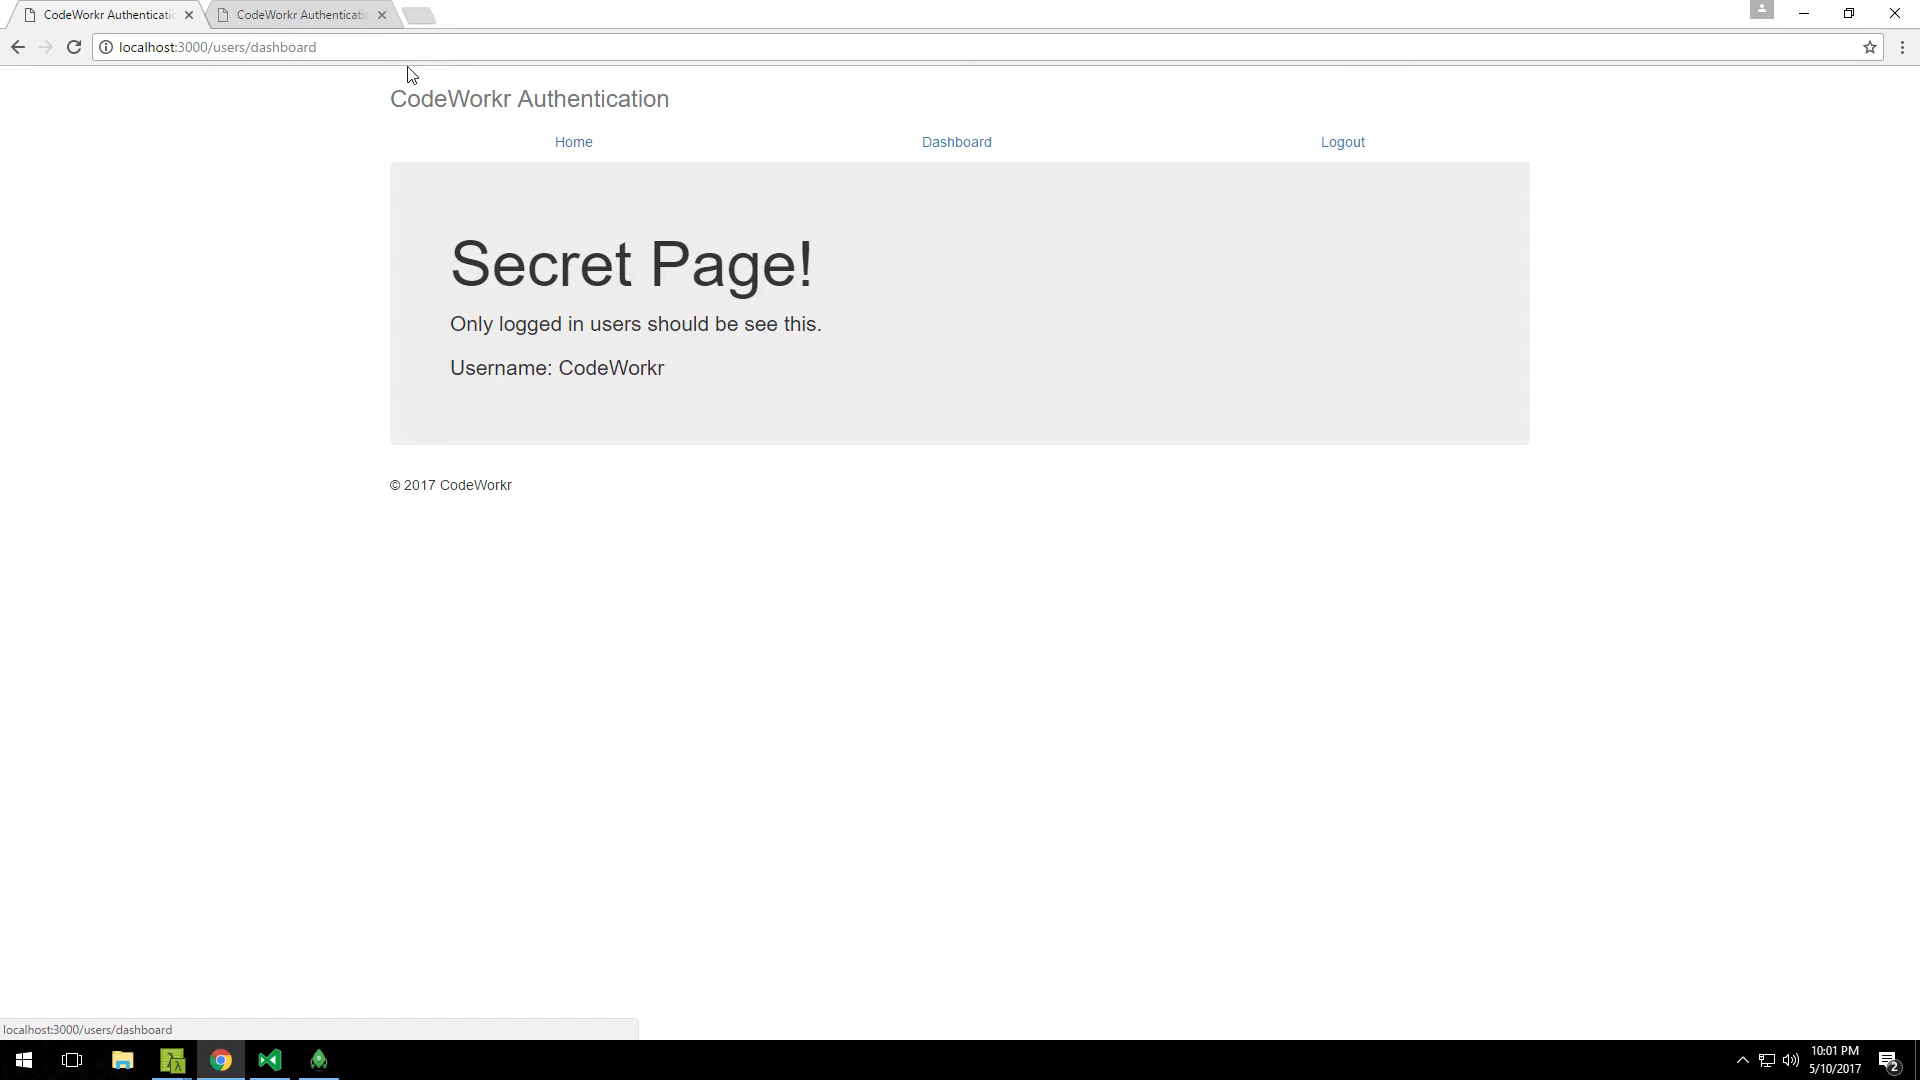 CodeWorkr Authenticati
CodeWorkr Authenticati
localhost:3000/users/dashboard
CodeWorkr Authentication
Home Dashboard Logout
Secret Page!
Only logged in users should be see this.
Username: CodeWorkr
© 2017 CodeWorkr
localhost:3000/users/dashboard
10:01 PM
5/10/2017
2